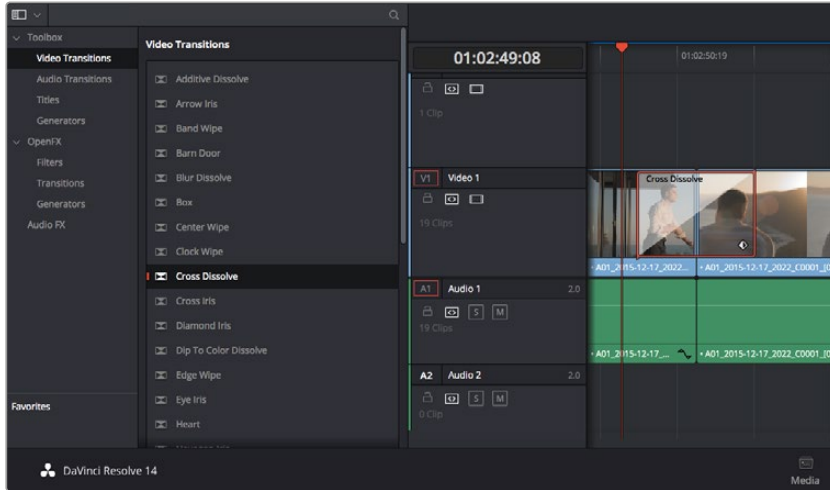 Toolbox
Video Transitions
Audio Transitions
Titles
Generators
OpenFX
Filters
Transitions
Generators
Audio FX
Favorites
Video Transitions
Additive Dissolve
Arrow Iris
Band Wipe
Barn Door
Blur Dissolve
Box
Center Wipe
Clock Wipe
Cross Dissolve
Cross Iris
Diamond Iris
Dip To Color Dissolve
Edge Wipe
Eye Iris
Heart
01:02:49:08
01:02:50:19
1 Clip
V1 Video 1
19 Clips
Cross Dissolve
A01_2015-12-17_2022...
A01_2015-12-17_2022_C0001_[0
A1 Audio 1 2.0
S M
19 Clips
A01_2015-12-17_...
A01_2015-12-17_2022_C0001_[0
A2 Audio 2 2.0
S M
0 Clip
DaVinci Resolve 14
Media